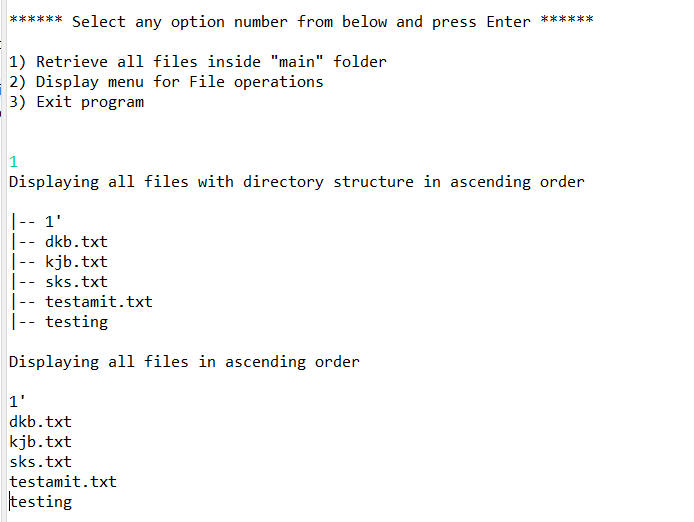 ****** Select any option number from below and press Enter ******
1) Retrieve all files inside "main" folder
2) Display menu for File operations
3) Exit program
1
Displaying all files with directory structure in ascending order
|-- 1'
|-- dkb.txt
|-- kjb.txt
|-- sks.txt
|-- testamit.txt
|-- testing
Displaying all files in ascending order
1'
dkb.txt
kjb.txt
sks.txt
testamit.txt
testing